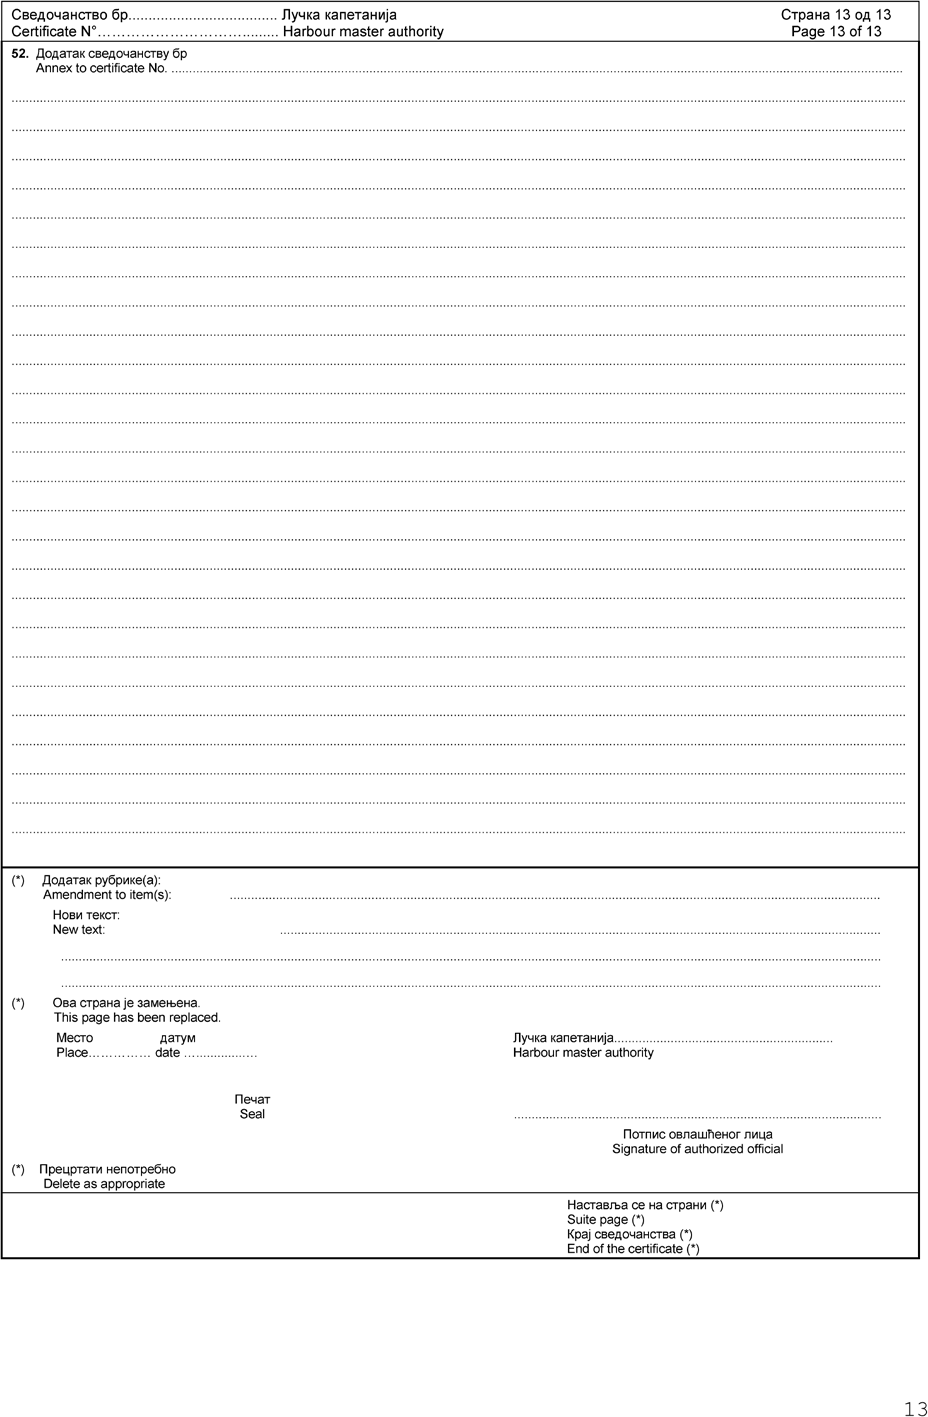 Сведочанство бр..................................... Лучка капетанија Страна 13 од 13
Certificate N°…………………………......... Harbour master authority Page 13 of 13
52. Додатак сведочанству бр
Annex to certificate No. ..........................................................................................
(*) Додатак рубрике(а):
Amendment to item(s): ..........................................................................................
Нови текст:
New text: ..........................................................................................
(*) Ова страна је замењена.
This page has been replaced.
Место датум Лучка капетанија.............................................................
Place…………… date …................… Harbour master authority
Печат
Seal ..........................................................................................
Потпис овлашћеног лица
Signature of authorized official
(*) Прецртати непотребно
Delete as appropriate
Наставља се на страни (*)
Suite page (*)
Крај сведочанства (*)
End of the certificate (*)
13